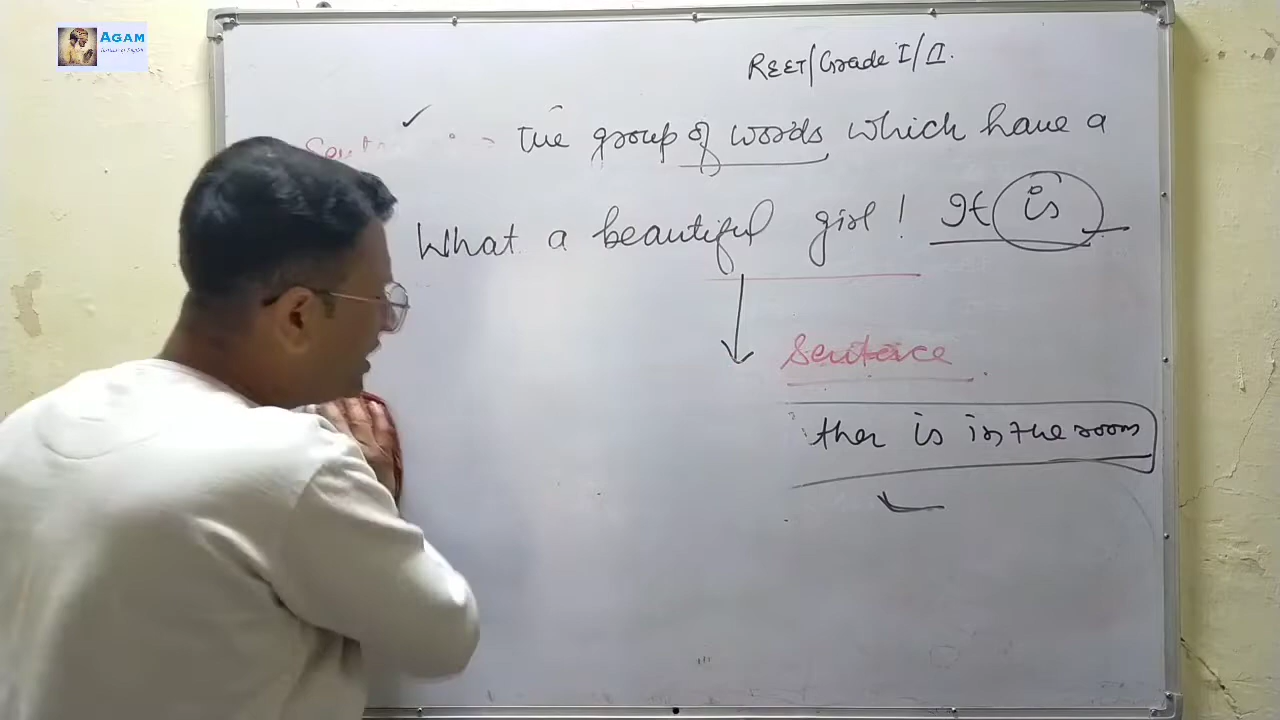 AGAM
REET/Grade I/II.
The group of words which have a
What a beautiful girl! It is
Sentence
ther is in the room